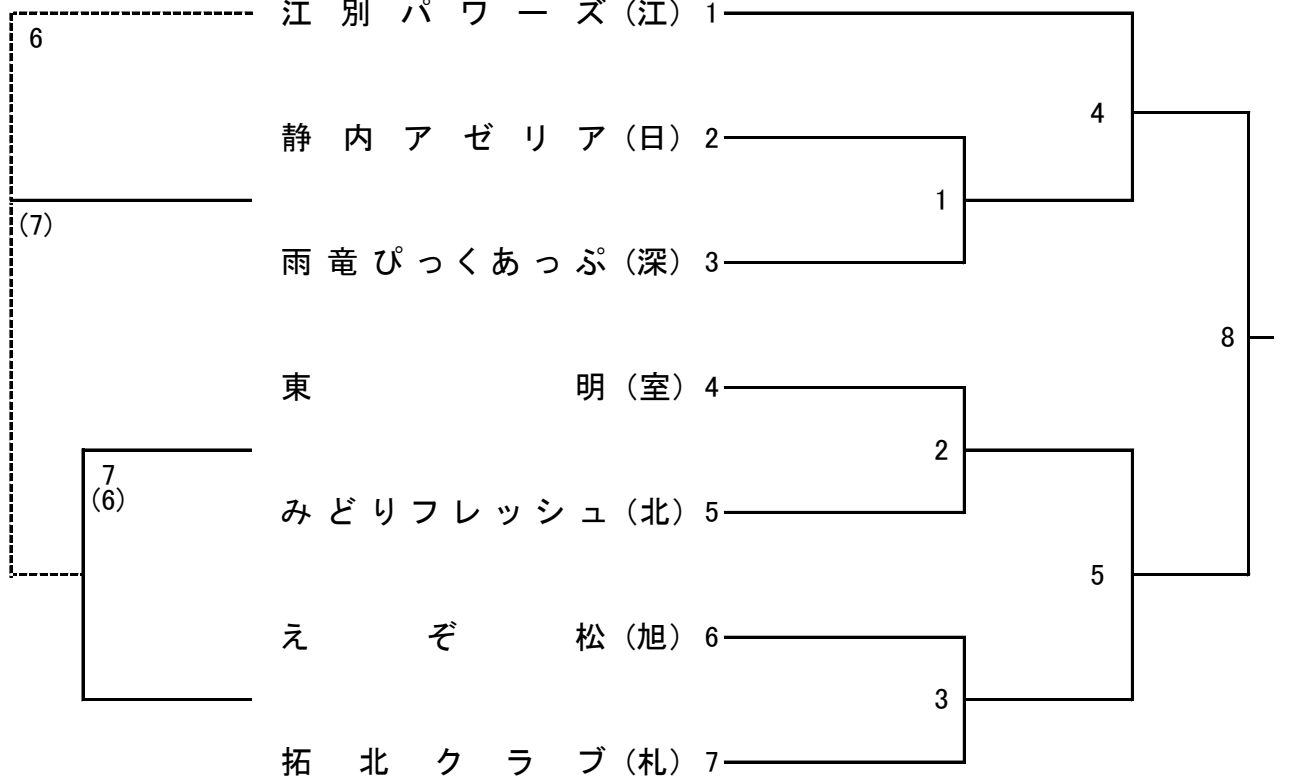 江別パワーズ(江) 1
6
4
静内アゼリア(日) 2
1
(7)
雨竜ぴっくあっぷ(深) 3
8
東明(室) 4
2
7
(6)
みどりフレッシュ(北) 5
5
えぞ松(旭) 6
3
拓北クラブ(札) 7